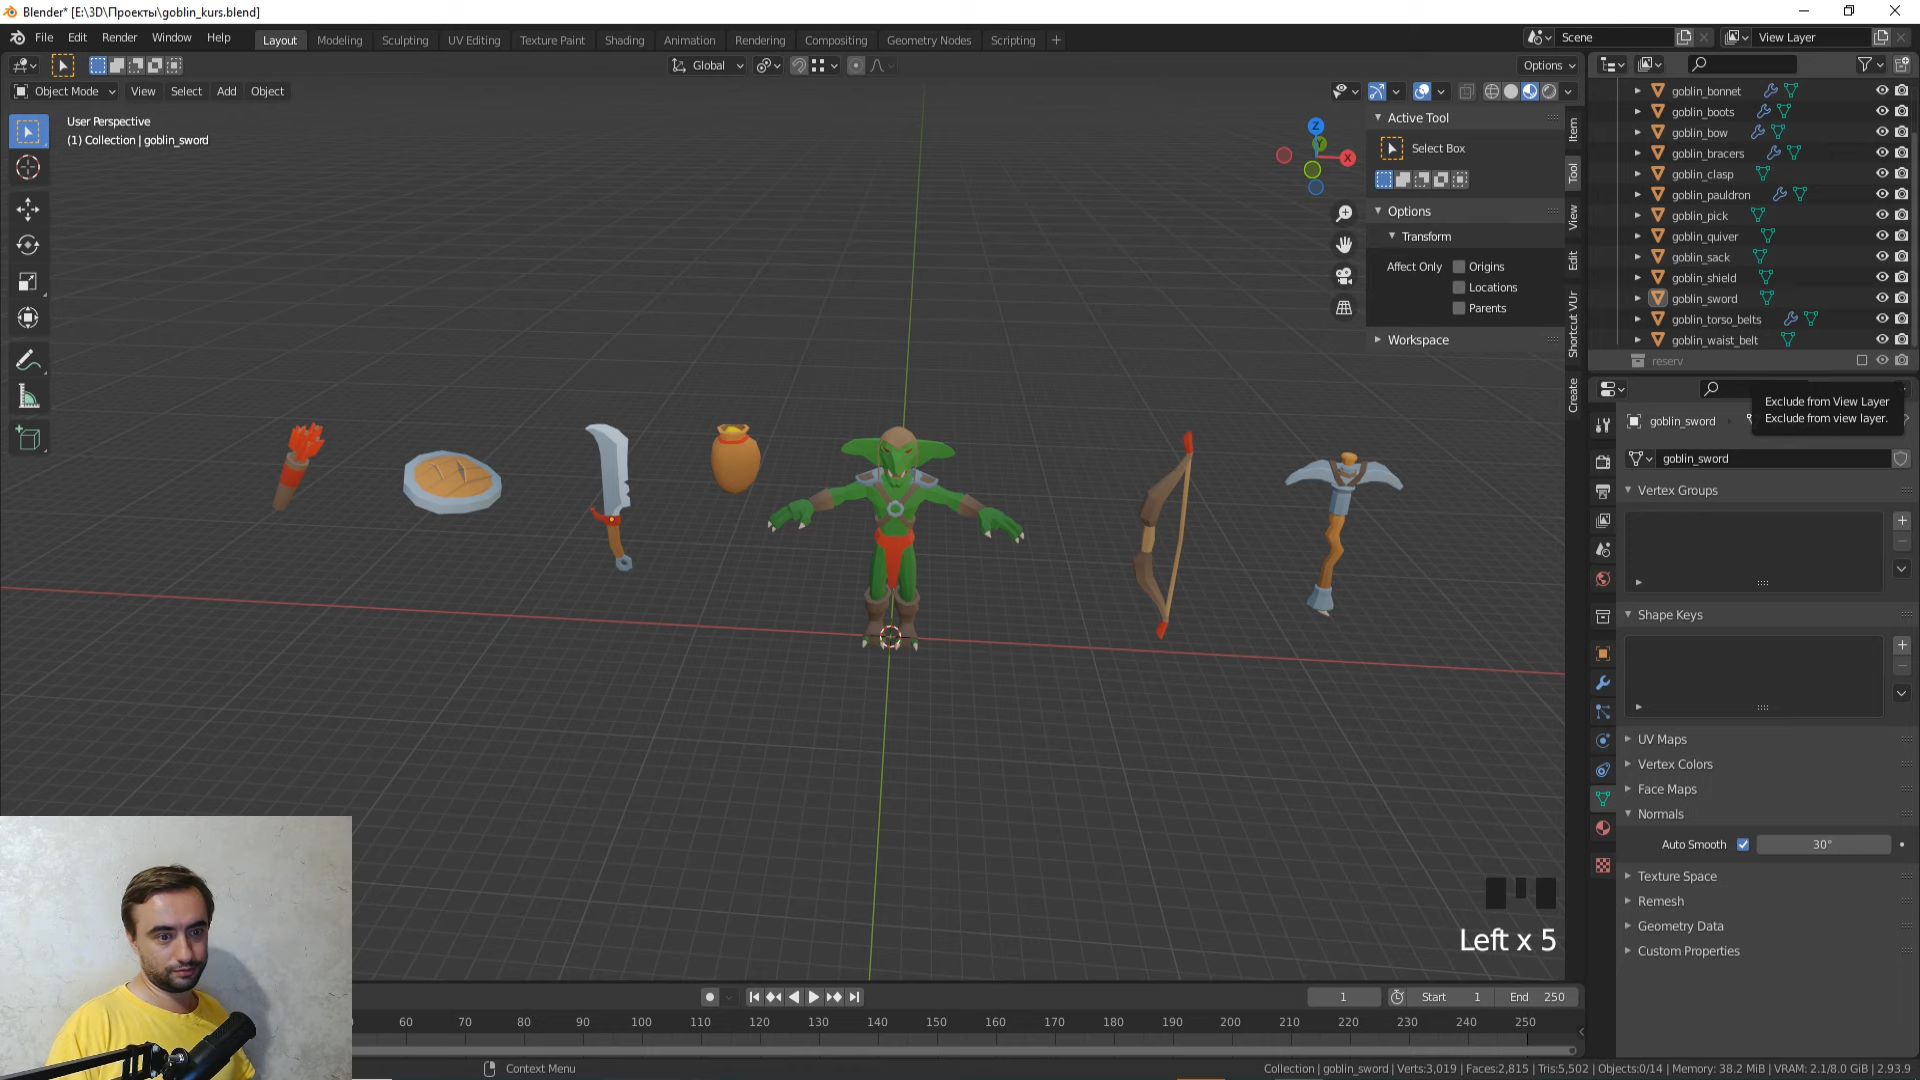 Blender* [E:\3D\Проекты\goblin_kurs.blend]
File Edit Render Window Help
Layout Modeling Sculpting UV Editing Texture Paint Shading Animation Rendering Compositing Geometry Nodes Scripting +
Scene
View Layer
Global
Options
Object Mode View Select Add Object
User Perspective
(1) Collection | goblin_sword
Z
Y
X
Active Tool
Select Box
Options
Transform
Affect Only Origins
Locations
Parents
Workspace
Item
Tool
View
Edit
Shortcut VUr
Create
goblin_bonnet
goblin_boots
goblin_bow
goblin_bracers
goblin_clasp
goblin_pauldron
goblin_pick
goblin_quiver
goblin_sack
goblin_shield
goblin_sword
goblin_torso_belts
goblin_waist_belt
reserv
Exclude from View Layer
Exclude from view layer.
goblin_sword
goblin_sword
Vertex Groups
Shape Keys
UV Maps
Vertex Colors
Face Maps
Normals
Auto Smooth 30°
Texture Space
Remesh
Geometry Data
Custom Properties
Left x 5
1 Start 1 End 250
60 70 80 90 100 110 120 130 140 150 160 170 180 190 200 210 220 230 240 250
Context Menu
Collection | goblin_sword | Verts:3,019 | Faces:2,815 | Tris:5,502 | Objects:0/14 | Memory: 38.2 MiB | VRAM: 2.1/8.0 GiB | 2.93.9